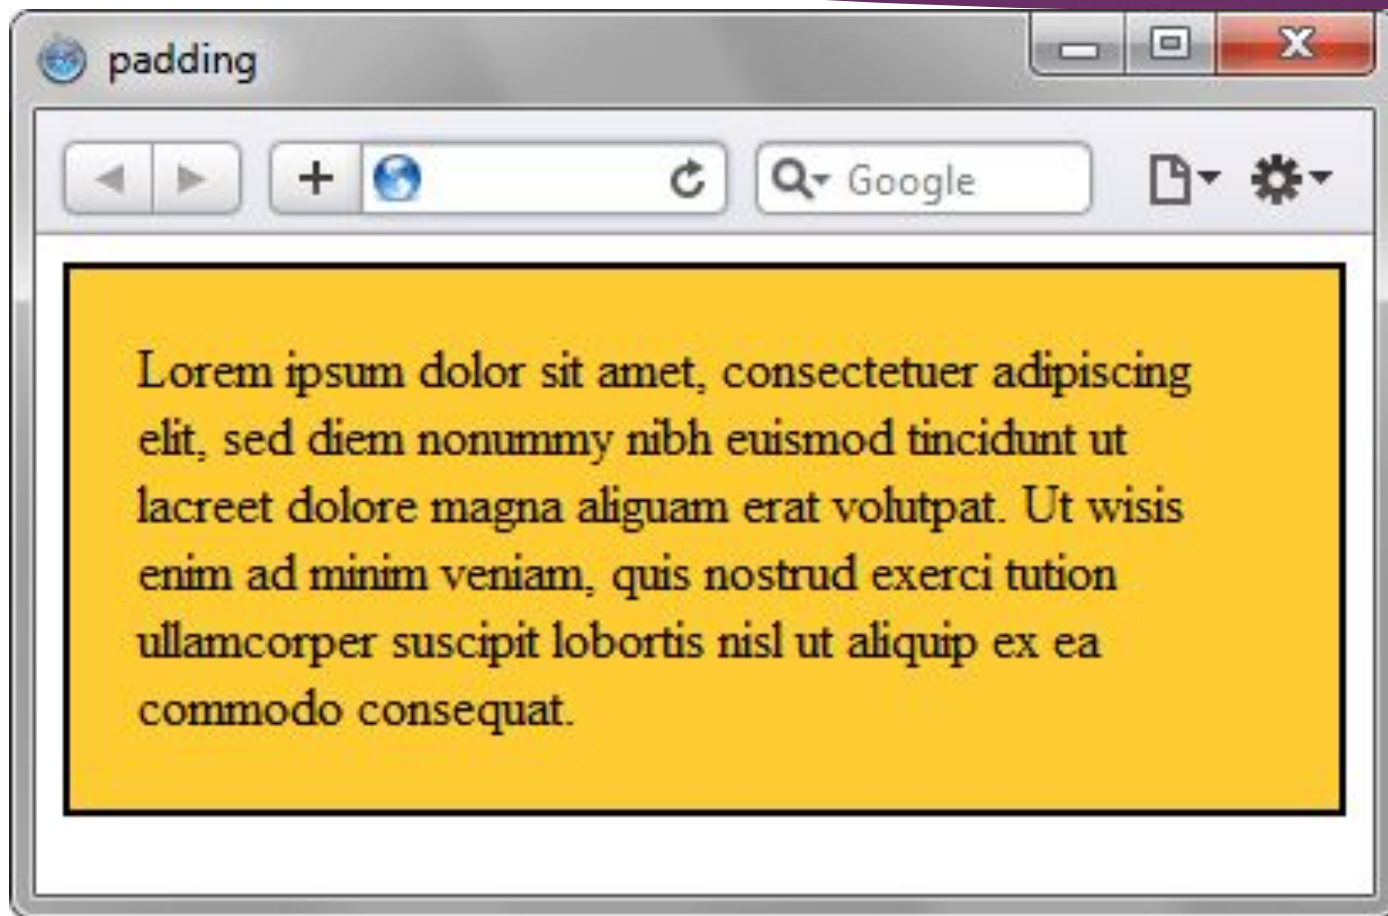 padding
Google
Lorem ipsum dolor sit amet, consectetuer adipiscing
elit, sed diem nonummy nibh euismod tincidunt ut
lacreet dolore magna aliguam erat volutpat. Ut wisis
enim ad minim veniam, quis nostrud exerci tution
ullamcorper suscipit lobortis nisl ut aliquip ex ea
commodo consequat.